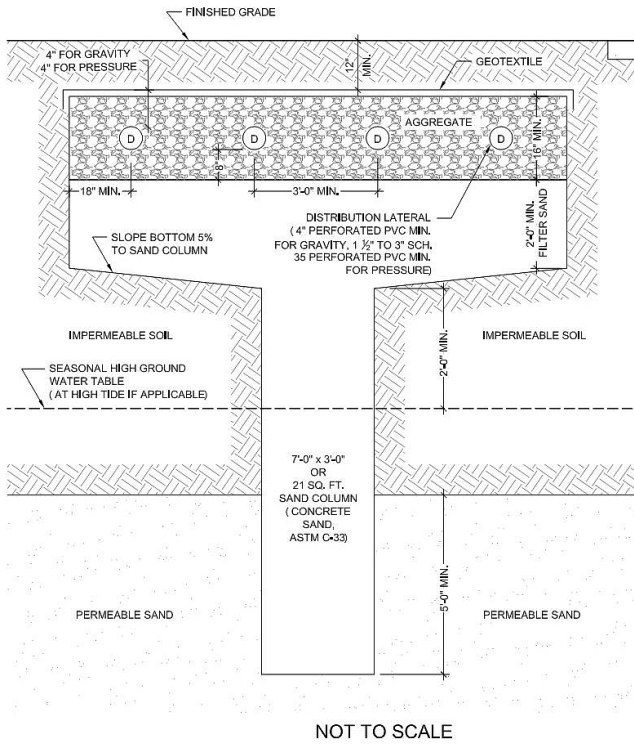 FINISHED GRADE
4" FOR GRAVITY
4" FOR PRESSURE
12"
MIN.
GEOTEXTILE
AGGREGATE
D
D
D
D
8"
16" MIN.
18" MIN.
3'-0" MIN.
DISTRIBUTION LATERAL
( 4" PERFORATED PVC MIN.
FOR GRAVITY, 1 ½" TO 3" SCH.
35 PERFORATED PVC MIN.
FOR PRESSURE)
2'-0" MIN.
FILTER SAND
SLOPE BOTTOM 5%
TO SAND COLUMN
IMPERMEABLE SOIL
2'-0" MIN.
IMPERMEABLE SOIL
SEASONAL HIGH GROUND
WATER TABLE
( AT HIGH TIDE IF APPLICABLE)
7'-0" x 3'-0"
OR
21 SQ. FT.
SAND COLUMN
( CONCRETE
SAND,
ASTM C-33)
5'-0" MIN.
PERMEABLE SAND
PERMEABLE SAND
NOT TO SCALE